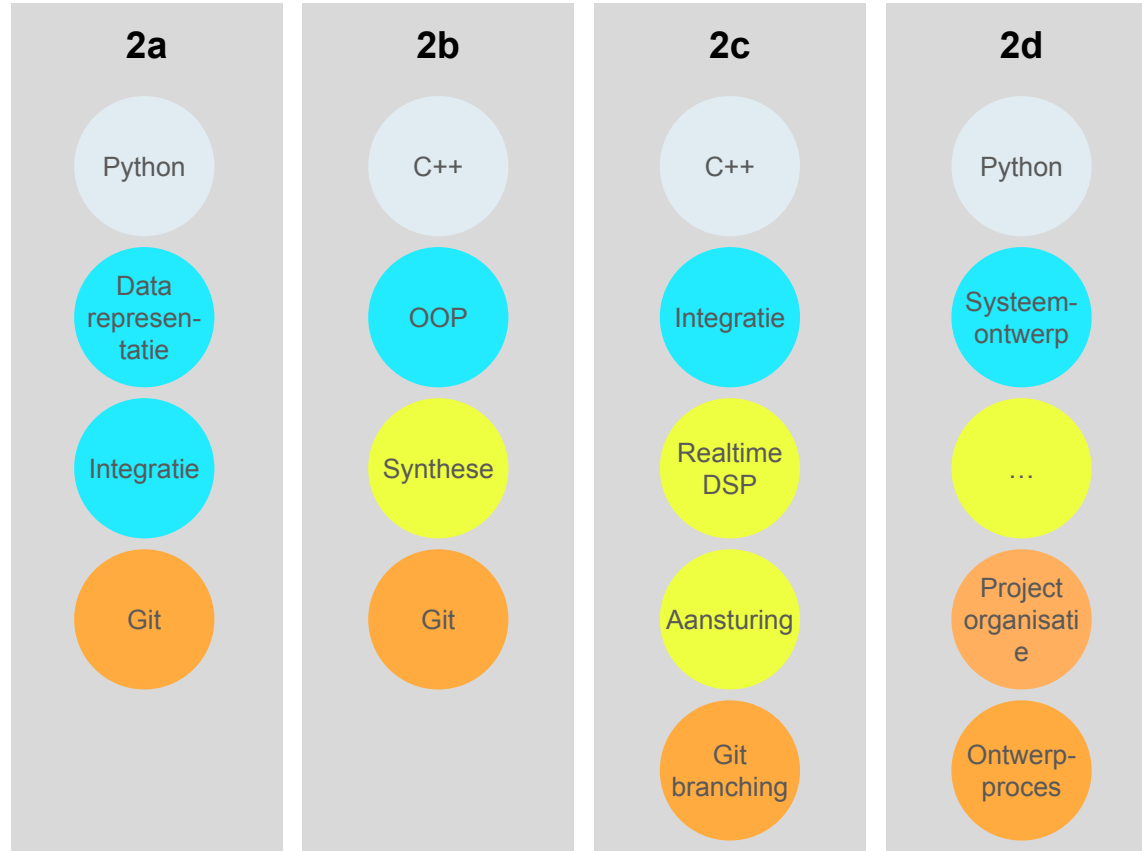 2a
Python
Data
represen-
tatie
Integratie
Git
2b
C++
OOP
Synthese
Git
2c
C++
Integratie
Realtime
DSP
Aansturing
Git
branching
2d
Python
Systeem-
ontwerp
…
Project
organisati
e
Ontwerp-
proces